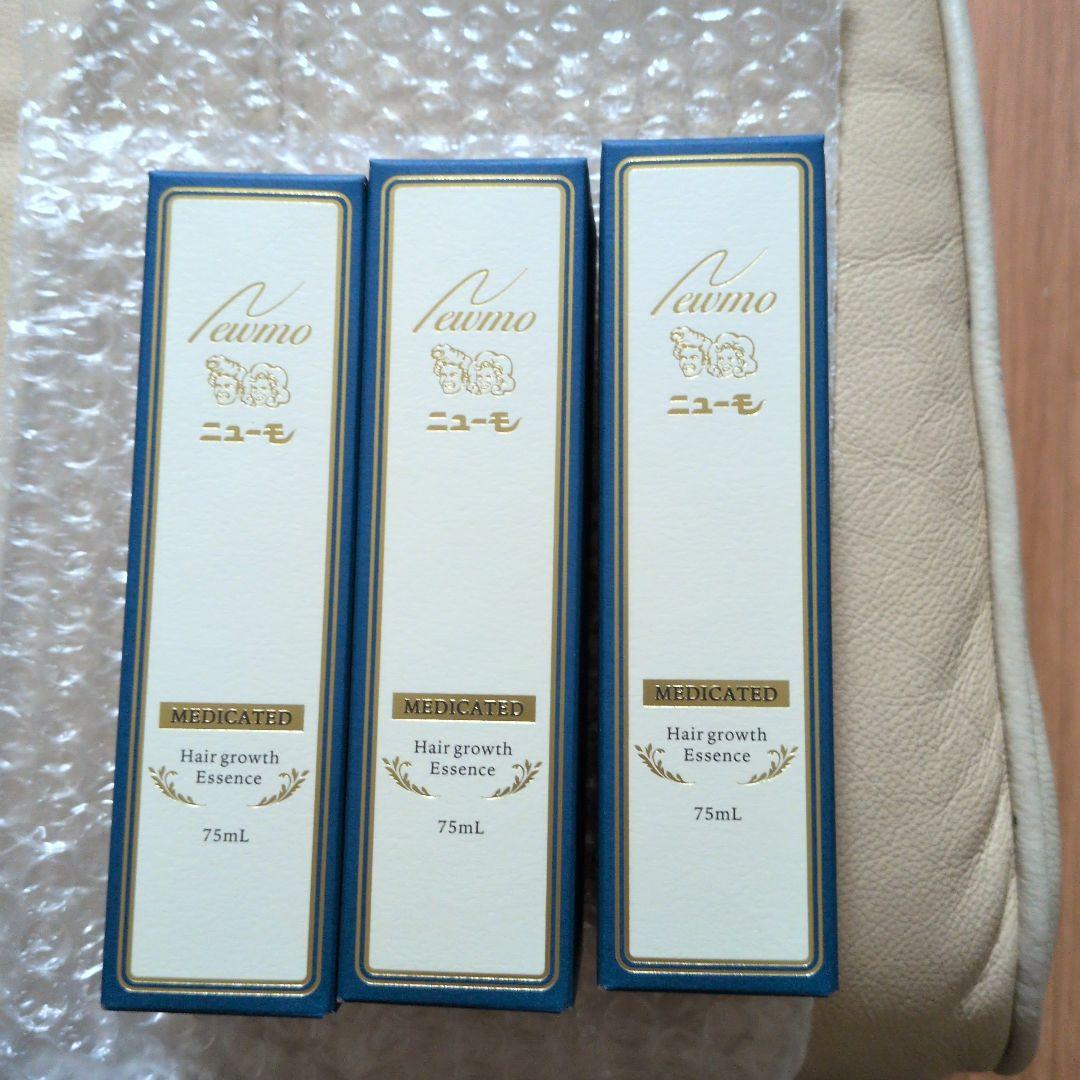 Newmo
ニューモ
MEDICATED
Hair growth
Essence
75mL
Newmo
ニューモ
MEDICATED
Hair growth
Essence
75mL
Newmo
ニューモ
MEDICATED
Hair growth
Essence
75mL